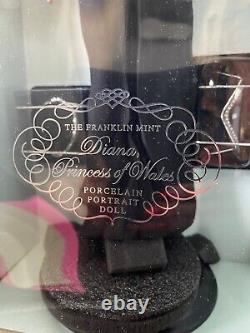 THE FRANKLIN MINT
Diana,
Princess of Wales
PORCELAIN
PORTRAIT
DOLL